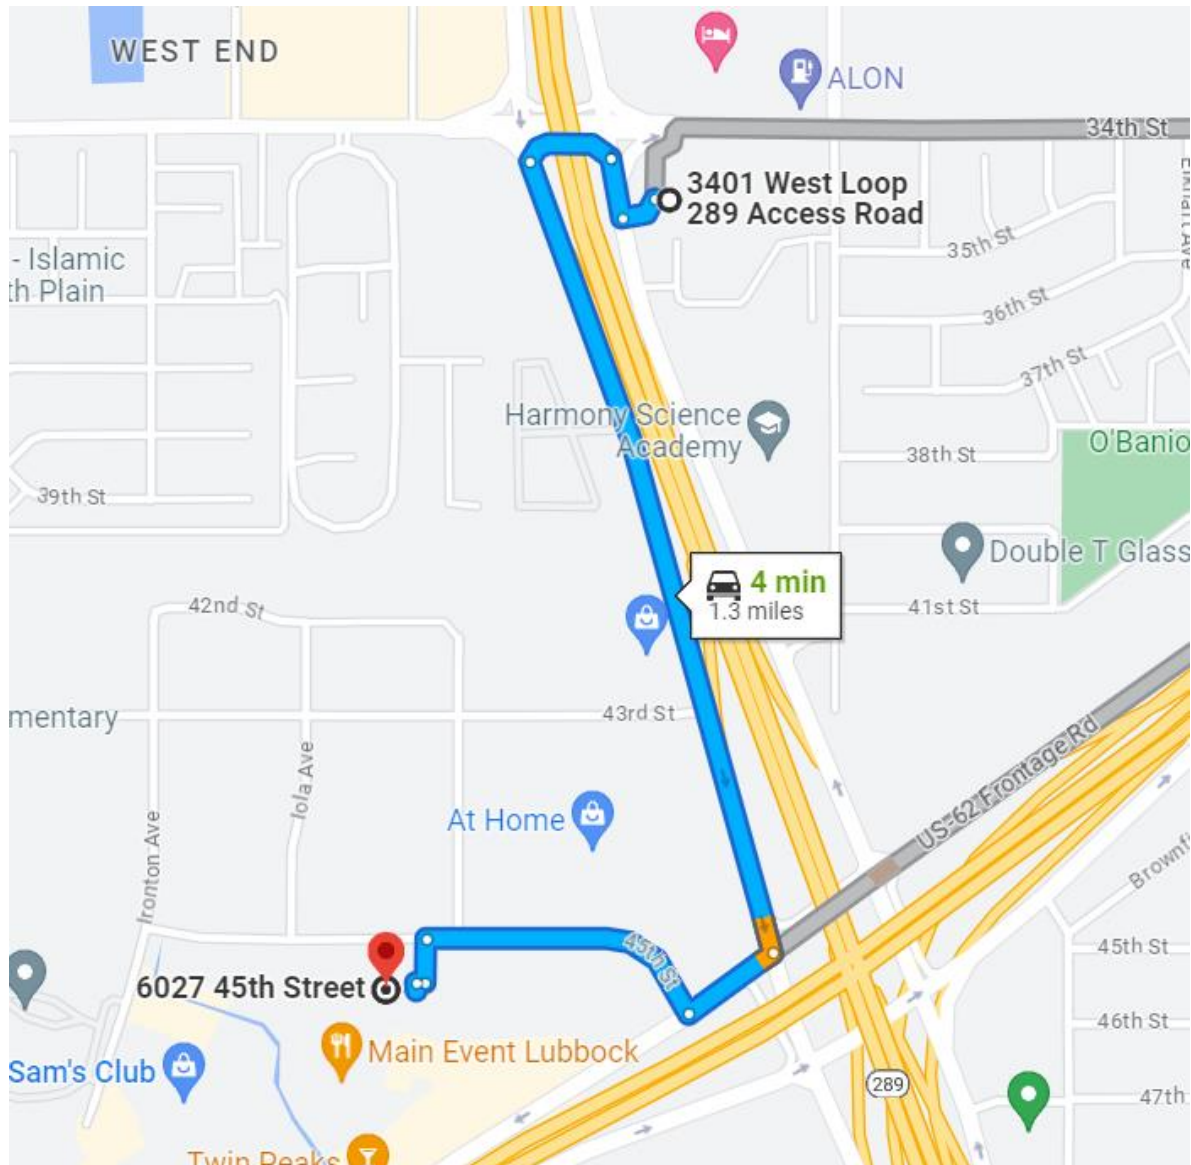 WEST END
ALON
34th St
Elkhart Ave
3401 West Loop
289 Access Road
35th St
- Islamic
th Plain
36th St
37th St
Harmony Science
Academy
O'Banio
38th St
39th St
Double T Glass
4 min
1.3 miles
42nd St
41st St
43rd St
mentary
US-62 Frontage Rd
Iola Ave
At Home
Ironton Ave
Brownfi
45th St
45th St
6027 45th Street
46th St
Main Event Lubbock
Sam's Club
289
47th
Twin Peaks